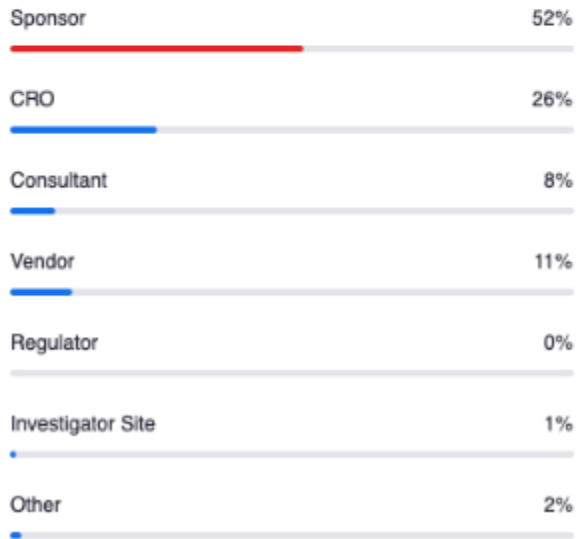 Sponsor 52%
CRO 26%
Consultant 8%
Vendor 11%
Regulator 0%
Investigator Site 1%
Other 2%